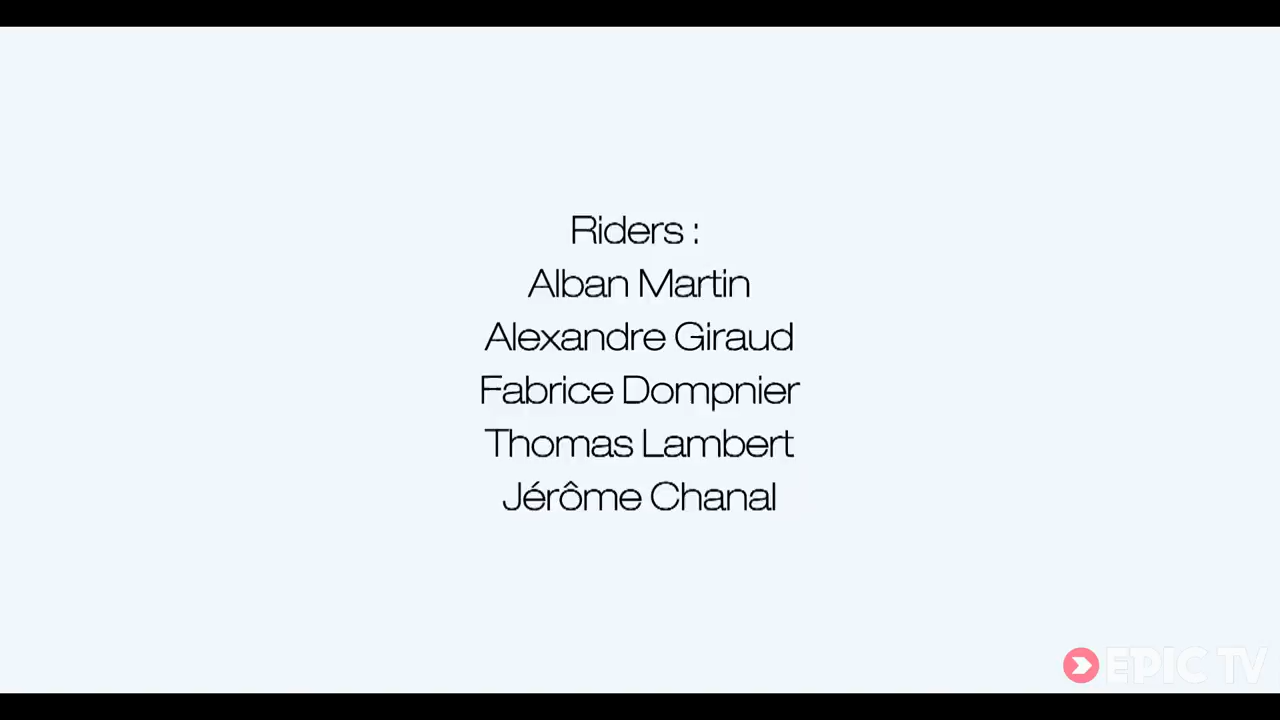 Riders :
Alban Martin
Alexandre Giraud
Fabrice Dompnier
Thomas Lambert
Jérôme Chanal
EPIC TV